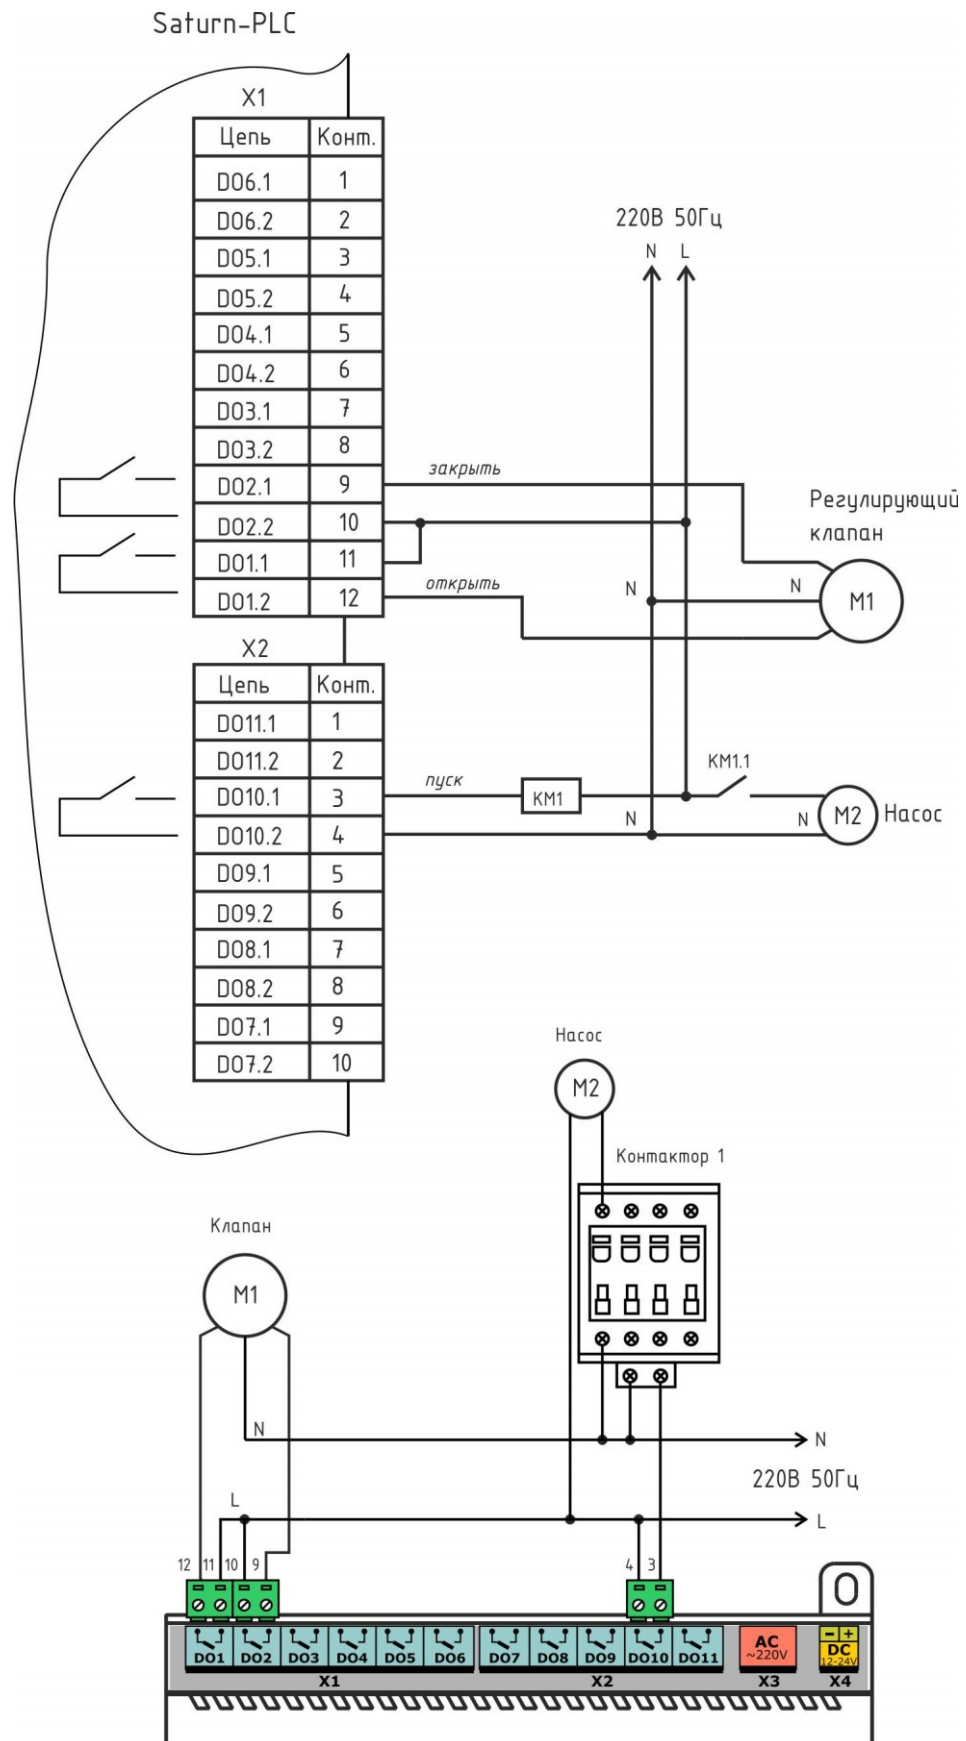 Saturn-PLC
X1
Цепь Конт.
DO6.1 1
DO6.2 2
DO5.1 3
DO5.2 4
DO4.1 5
DO4.2 6
DO3.1 7
DO3.2 8
DO2.1 9
DO2.2 10
DO1.1 11
DO1.2 12
220В 50Гц
N L
закрыть
открыть
Регулирующий
клапан
N N
M1
X2
Цепь Конт.
DO11.1 1
DO11.2 2
DO10.1 3
DO10.2 4
DO9.1 5
DO9.2 6
DO8.1 7
DO8.2 8
DO7.1 9
DO7.2 10
пуск
KM1
KM1.1
N N
M2 Насос
Насос
M2
Контактор 1
Клапан
M1
N N
220В 50Гц
L L
12 11 10 9 4 3
DO1 DO2 DO3 DO4 DO5 DO6 DO7 DO8 DO9 DO10 DO11
AC
~220V
- +
DC
12-24V
X1 X2 X3 X4